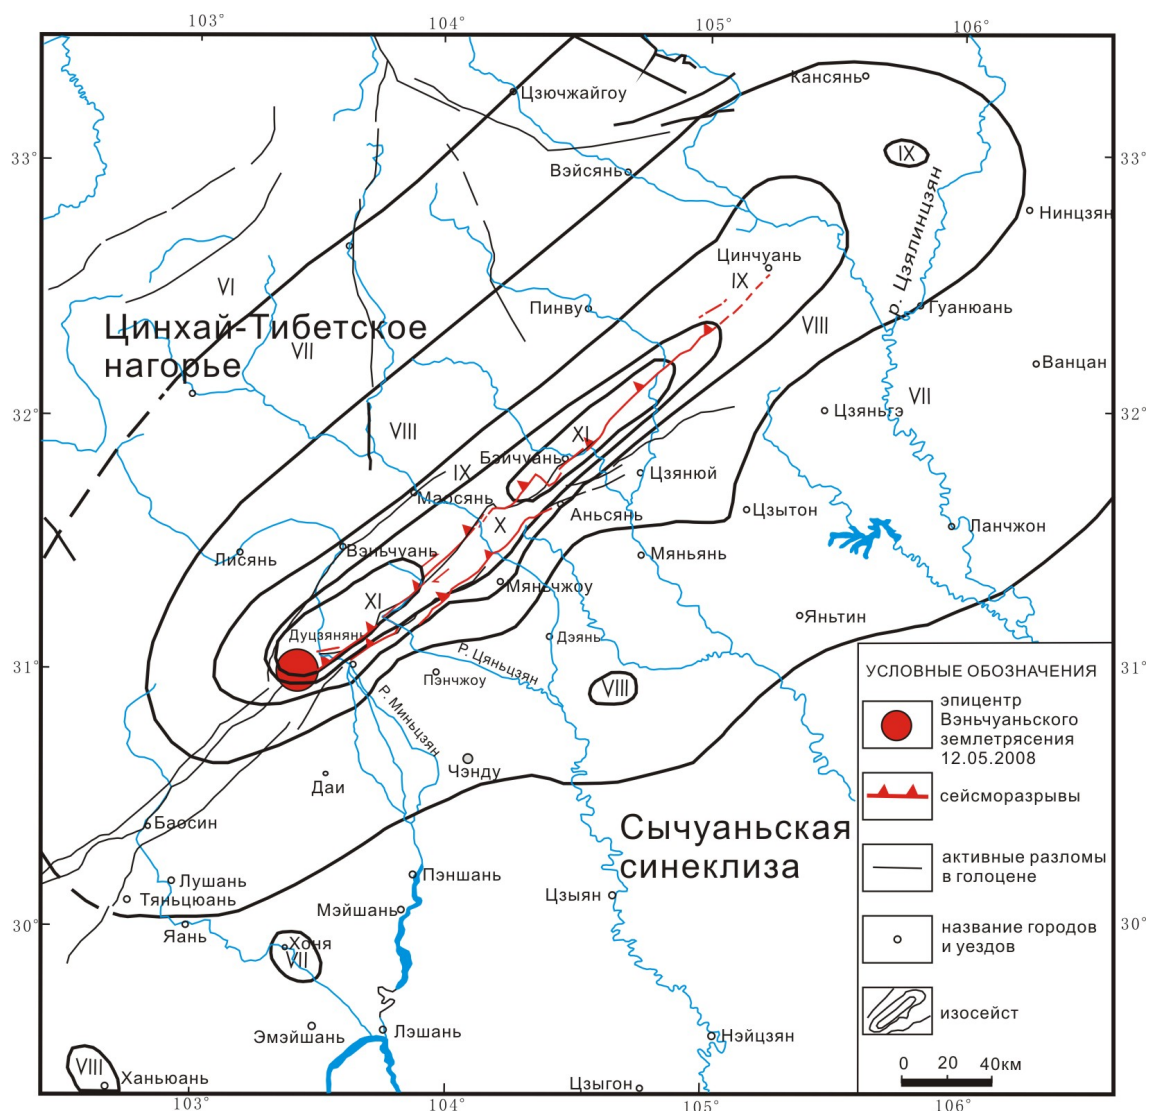 103°
104°
105°
106°
Кансянь
Цзючжайгоу
33°
IX
33°
Вэйсянь
Нинцзян
р. Цзялинцзян
Цинчуань
IX
VI
Пинву
Гуанюань
VIII
Цинхай-Тибетское
нагорье
VII
Ванцан
VII
32°
Цзяньгэ
32°
VIII
XI
Бэйчуань
IX
Цзянюй
Маосянь
X
Аньсянь
Цзытон
Ланчжон
Вэньчуань
Лисянь
Мяньянь
Мяньчжоу
XI
Яньтин
Дуцзянянь
Дэянь
31°
Р. Цяньцзян
Пэнчжоу
VIII
31°
Р. Миньцзян
Чэнду
Даи
Баосин
Сычуаньская
синеклиза
Лушань
Тяньцюань
Пэншань
Цзыян
Мэйшань
30°
Яань
30°
Хоня
VII
Эмэйшань
Лэшань
Нэйцзян
VIII
Ханьюань
Цзыгон
УСЛОВНЫЕ ОБОЗНАЧЕНИЯ
эпицентр
Вэньчуаньского
землетрясения
12.05.2008
сейсморазрывы
активные разломы
в голоцене
название городов
и уездов
изосейст
0 20 40км
103°
104°
105°
106°